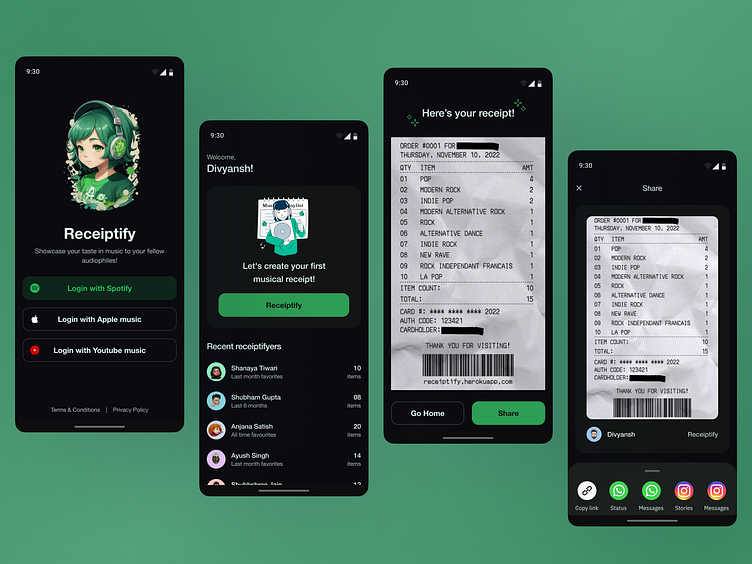 9:30
Receiptify
Showcase your taste in music to your fellow
audiophiles!
Login with Spotify
Login with Apple music
Login with Youtube music
Terms & Conditions | Privacy Policy
9:30
Welcome,
Divyansh!
Let's create your first
musical receipt!
Receiptify
Recent receiptifyers
Shanaya Tiwari 10
Last month favorites items
Shubham Gupta 08
Last 6 months items
Anjana Satish 20
All time favourites items
Ayush Singh 14
Last month favorites items
9:30
Here's your receipt!
ORDER #0001 FOR
THURSDAY, NOVEMBER 10, 2022
QTY ITEM AMT
01 POP 4
02 MODERN ROCK 2
03 INDIE POP 2
04 MODERN ALTERNATIVE ROCK 1
05 ROCK 1
06 ALTERNATIVE DANCE 1
07 INDIE ROCK 1
08 NEW RAVE 1
09 ROCK INDEPENDANT FRANCAIS 1
10 LA POP 1
ITEM COUNT: 10
TOTAL: 15
CARD #: **** **** **** 2022
AUTH CODE: 123421
CARDHOLDER:
THANK YOU FOR VISITING!
receiptify.herokuapp.com
Go Home
Share
9:30
Share
ORDER #0001 FOR
THURSDAY, NOVEMBER 10, 2022
QTY ITEM AMT
01 POP 4
02 MODERN ROCK 2
03 INDIE POP 2
04 MODERN ALTERNATIVE ROCK 1
05 ROCK 1
06 ALTERNATIVE DANCE 1
07 INDIE ROCK 1
08 NEW RAVE 1
09 ROCK INDEPENDANT FRANCAIS 1
10 LA POP 1
ITEM COUNT: 10
TOTAL: 15
CARD #: **** **** **** 2022
AUTH CODE: 123421
CARDHOLDER:
THANK YOU FOR VISITING!
Divyansh Receiptify
Copy link
Status
Messages
Stories
Messages